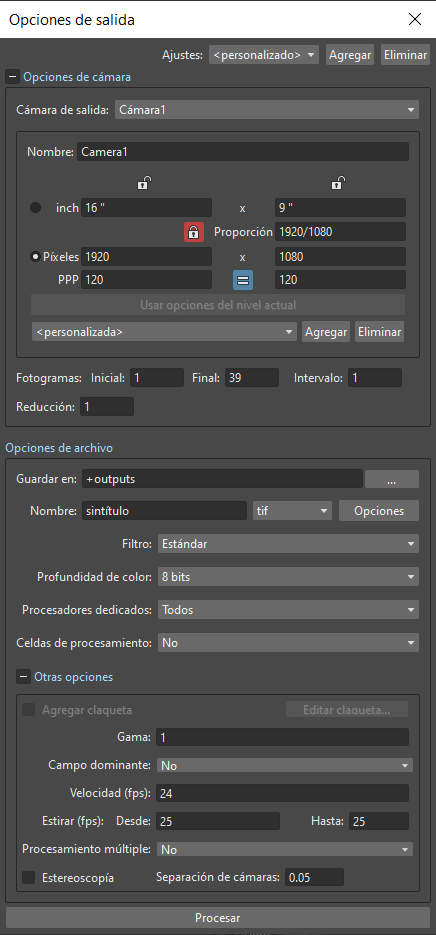 Opciones de salida
Ajustes: <personalizado> Agregar Eliminar
Opciones de cámara
Cámara de salida: Cámara1
Nombre: Camera1
inch 16 " x 9 "
Proporción 1920/1080
Píxeles 1920 x 1080
PPP 120 = 120
Usar opciones del nivel actual
<personalizada> Agregar Eliminar
Fotogramas: Inicial: 1 Final: 39 Intervalo: 1
Reducción: 1
Opciones de archivo
Guardar en: +outputs ...
Nombre: sintítulo tif Opciones
Filtro: Estándar
Profundidad de color: 8 bits
Procesadores dedicados: Todos
Celdas de procesamiento: No
Otras opciones
Agregar claqueta Editar claqueta...
Gama: 1
Campo dominante: No
Velocidad (fps): 24
Estirar (fps): Desde: 25 Hasta: 25
Procesamiento múltiple: No
Estereoscopía Separación de cámaras: 0.05
Procesar